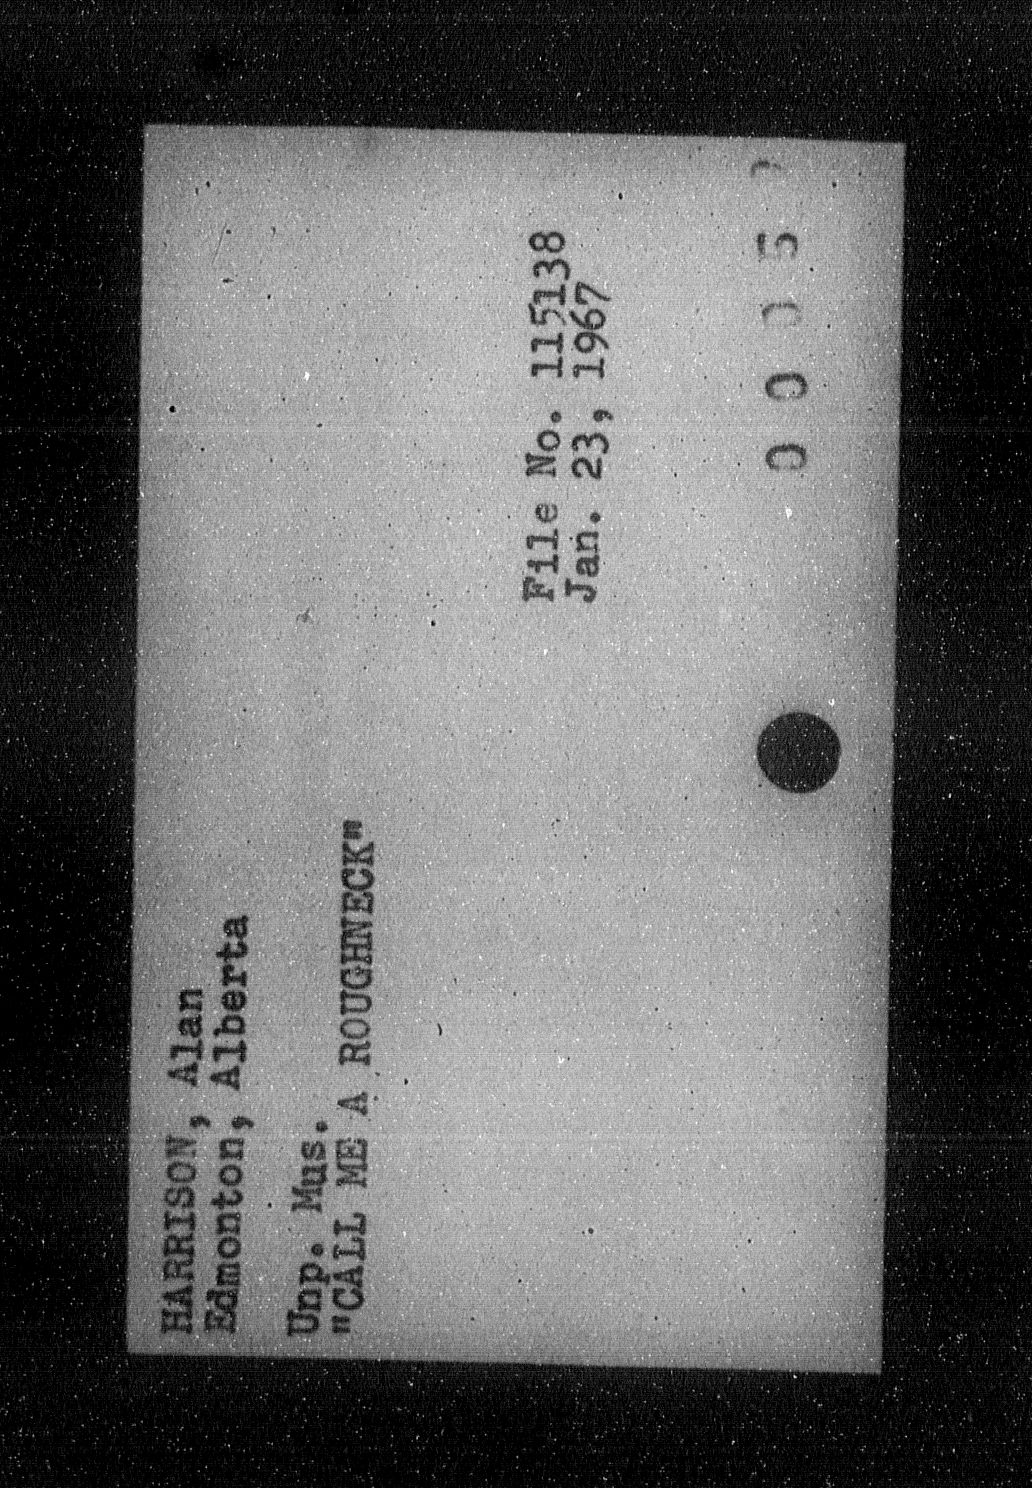 HARRISON, Alan
Edmonton, Alberta
Unp. Mus.
"CALL ME A ROUGHNECK"
File No. 115138
Jan. 23, 1967